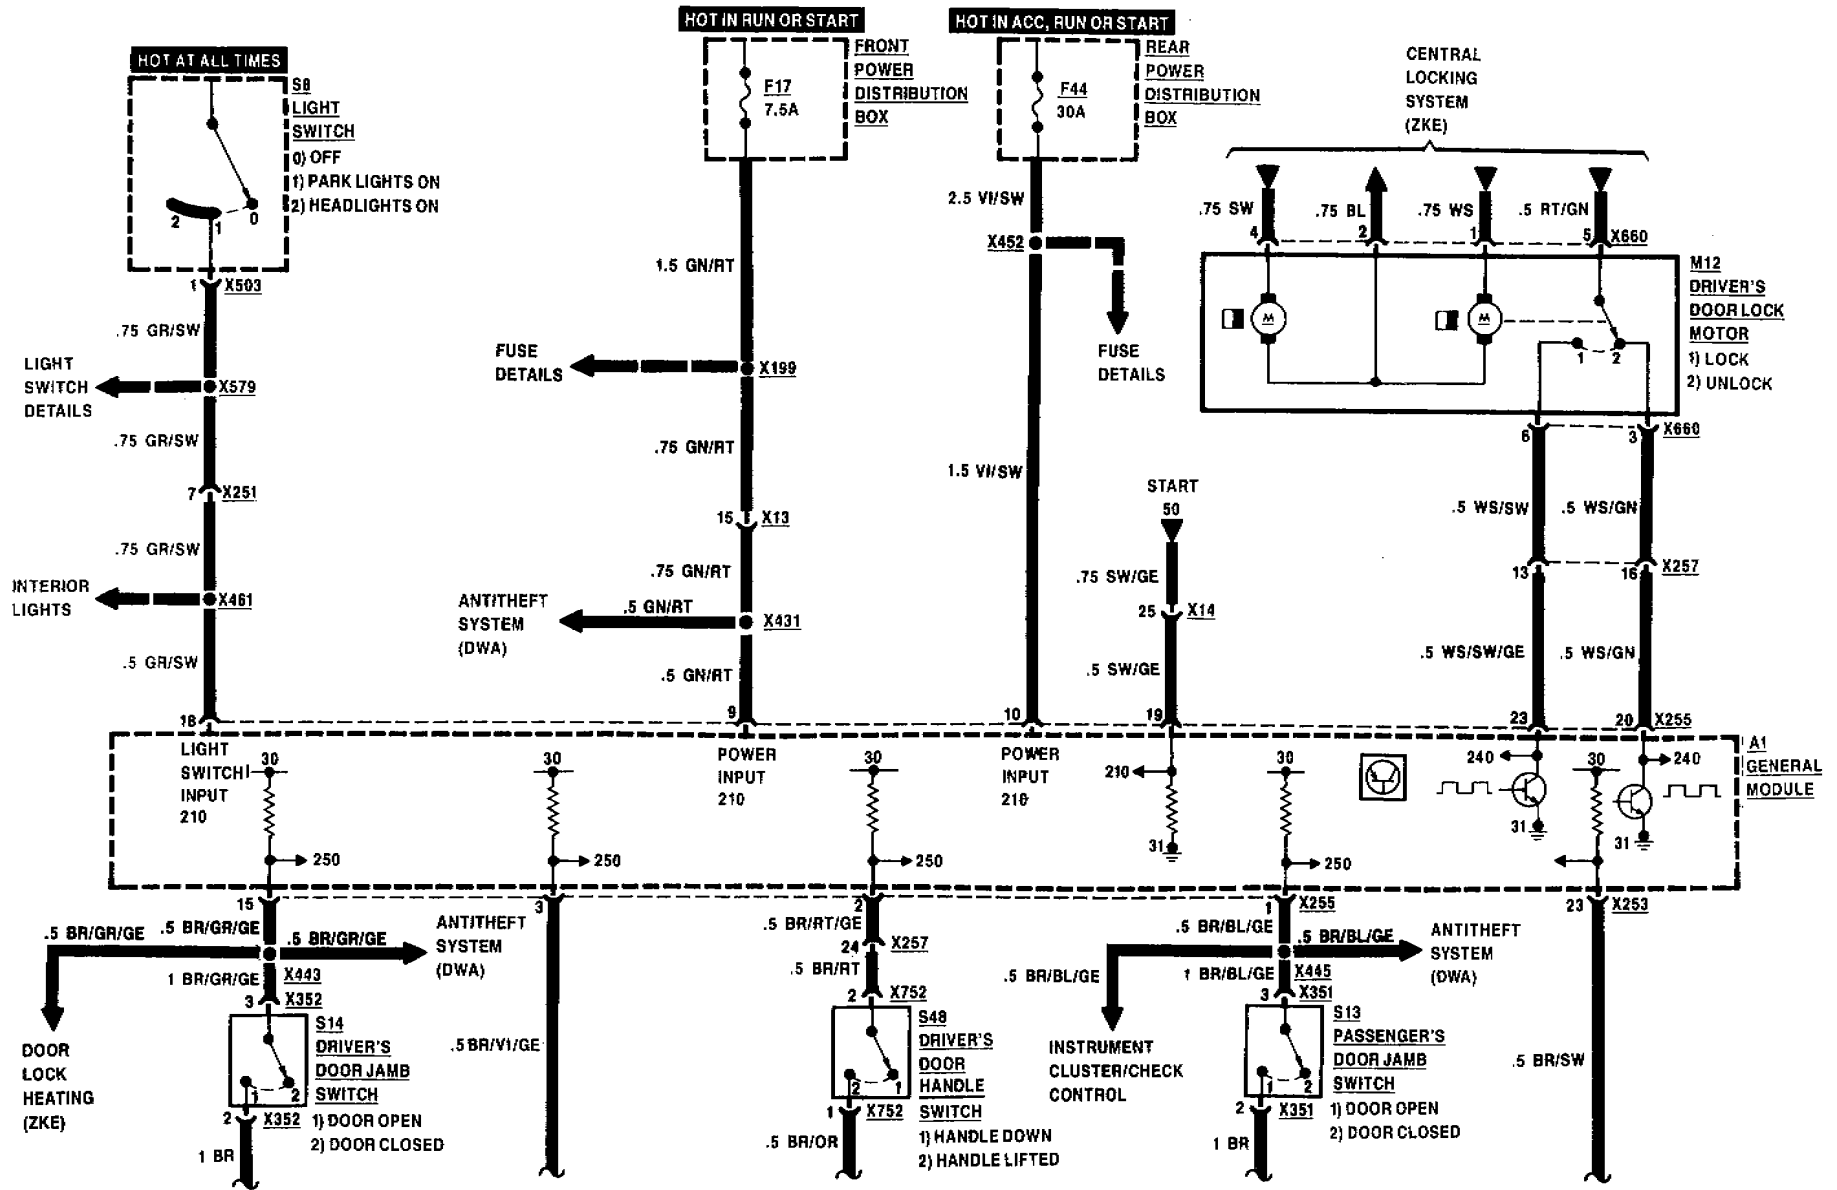 HOT AT ALL TIMES
S8
LIGHT
SWITCH
0) OFF
1) PARK LIGHTS ON
2) HEADLIGHTS ON
2
1
0
1
X503
.75 GR/SW
LIGHT
SWITCH
DETAILS
X579
.75 GR/SW
7
X251
.75 GR/SW
INTERIOR
LIGHTS
X461
.5 GR/SW
18
HOT IN RUN OR START
F17
7.5A
FRONT
POWER
DISTRIBUTION
BOX
1.5 GN/RT
FUSE
DETAILS
X199
.75 GN/RT
15
X13
.75 GN/RT
ANTITHEFT
SYSTEM
(DWA)
.5 GN/RT
X431
.5 GN/RT
9
HOT IN ACC, RUN OR START
F44
30A
REAR
POWER
DISTRIBUTION
BOX
2.5 VI/SW
X452
FUSE
DETAILS
1.5 VI/SW
10
START
50
.75 SW/GE
25
X14
.5 SW/GE
19
CENTRAL
LOCKING
SYSTEM
(ZKE)
.75 SW
.75 BL
.75 WS
.5 RT/GN
4
2
1
5
X660
M
M
1
2
M12
DRIVER'S
DOOR LOCK
MOTOR
1) LOCK
2) UNLOCK
6
3
X660
.5 WS/SW
.5 WS/GN
13
16
X257
.5 WS/SW/GE
.5 WS/GN
23
20
X255
LIGHT
SWITCH
INPUT
210
30
250
30
250
POWER
INPUT
210
30
250
POWER
INPUT
210
210
31
30
250
240
31
30
240
31
A1
GENERAL
MODULE
15
3
2
1
X255
23
X253
.5 BR/GR/GE
.5 BR/GR/GE
.5 BR/GR/GE
ANTITHEFT
SYSTEM
(DWA)
1 BR/GR/GE
X443
3
X352
DOOR
LOCK
HEATING
(ZKE)
S14
DRIVER'S
DOOR JAMB
SWITCH
1) DOOR OPEN
2) DOOR CLOSED
1
2
2
X352
1 BR
.5 BR/VI/GE
.5 BR/RT/GE
24
X257
.5 BR/RT
2
X752
S48
DRIVER'S
DOOR
HANDLE
SWITCH
1) HANDLE DOWN
2) HANDLE LIFTED
2
1
1
X752
.5 BR/OR
.5 BR/BL/GE
.5 BR/BL/GE
.5 BR/BL/GE
ANTITHEFT
SYSTEM
(DWA)
1 BR/BL/GE
X445
3
X351
INSTRUMENT
CLUSTER/CHECK
CONTROL
S13
PASSENGER'S
DOOR JAMB
SWITCH
1) DOOR OPEN
2) DOOR CLOSED
1
2
2
X351
1 BR
.5 BR/SW